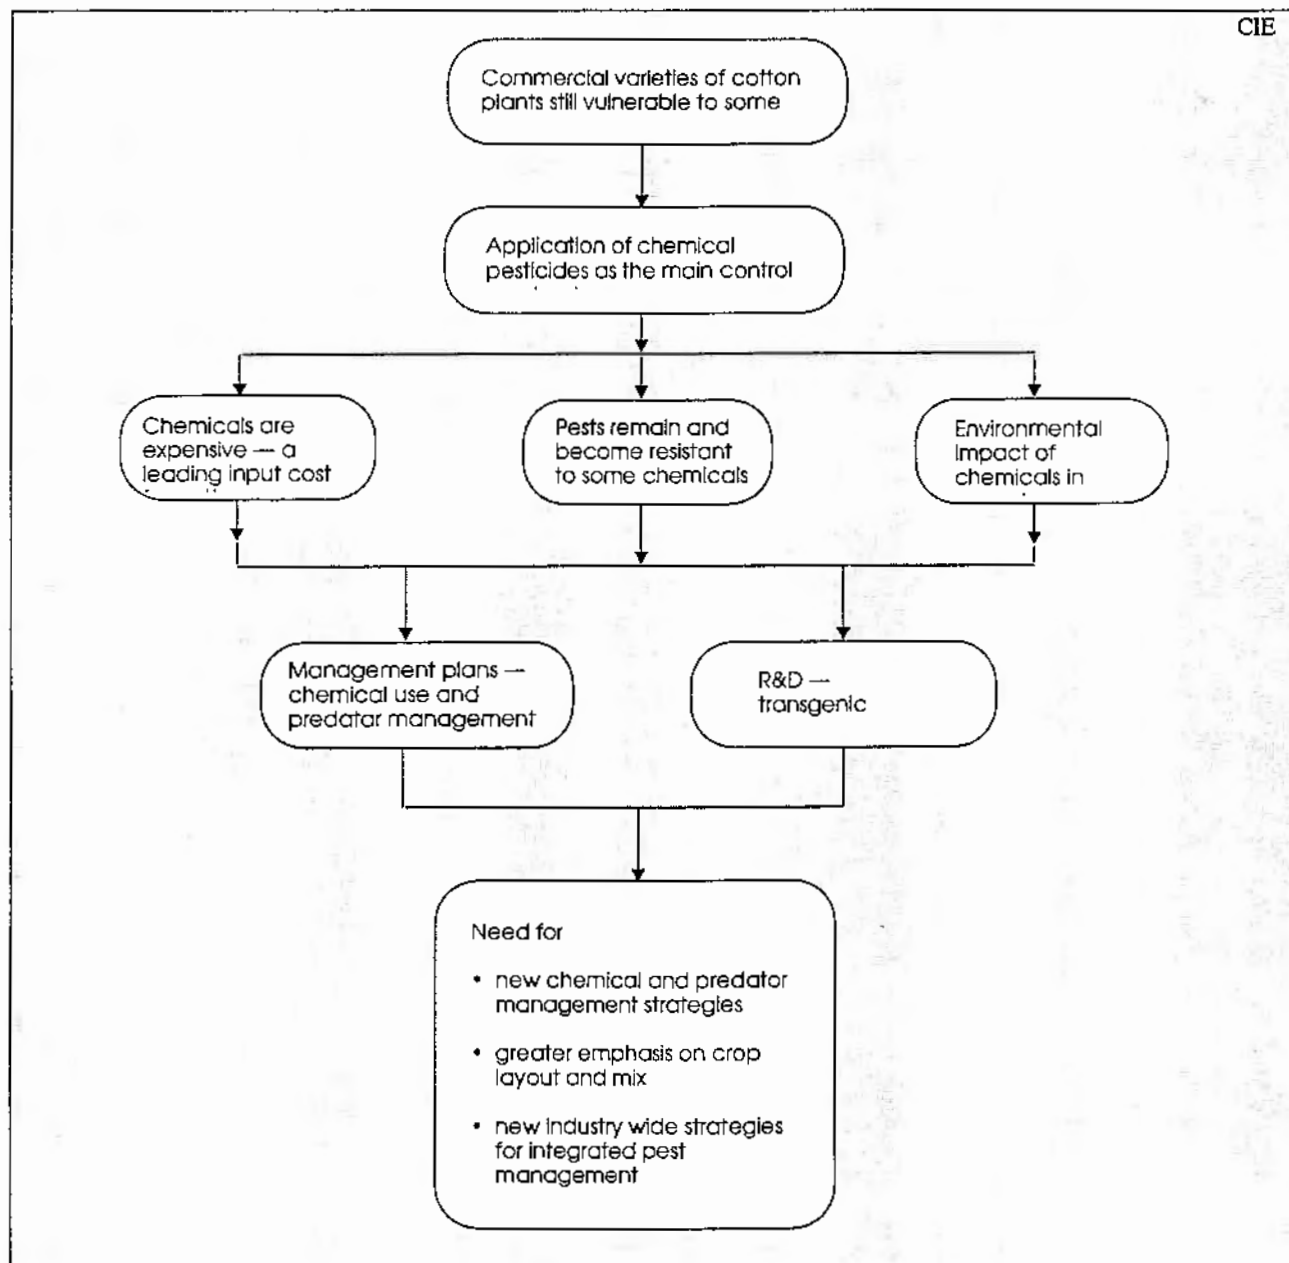 CIE
Commercial varieties of cotton
plants still vulnerable to some
Application of chemical
pesticides as the main control
Chemicals are
expensive — a
leading input cost
Pests remain and
become resistant
to some chemicals
Environmental
impact of
chemicals in
Management plans —
chemical use and
predator management
R&D —
transgenic
Need for
• new chemical and predator
management strategies
• greater emphasis on crop
layout and mix
• new industry wide strategies
for integrated pest
management